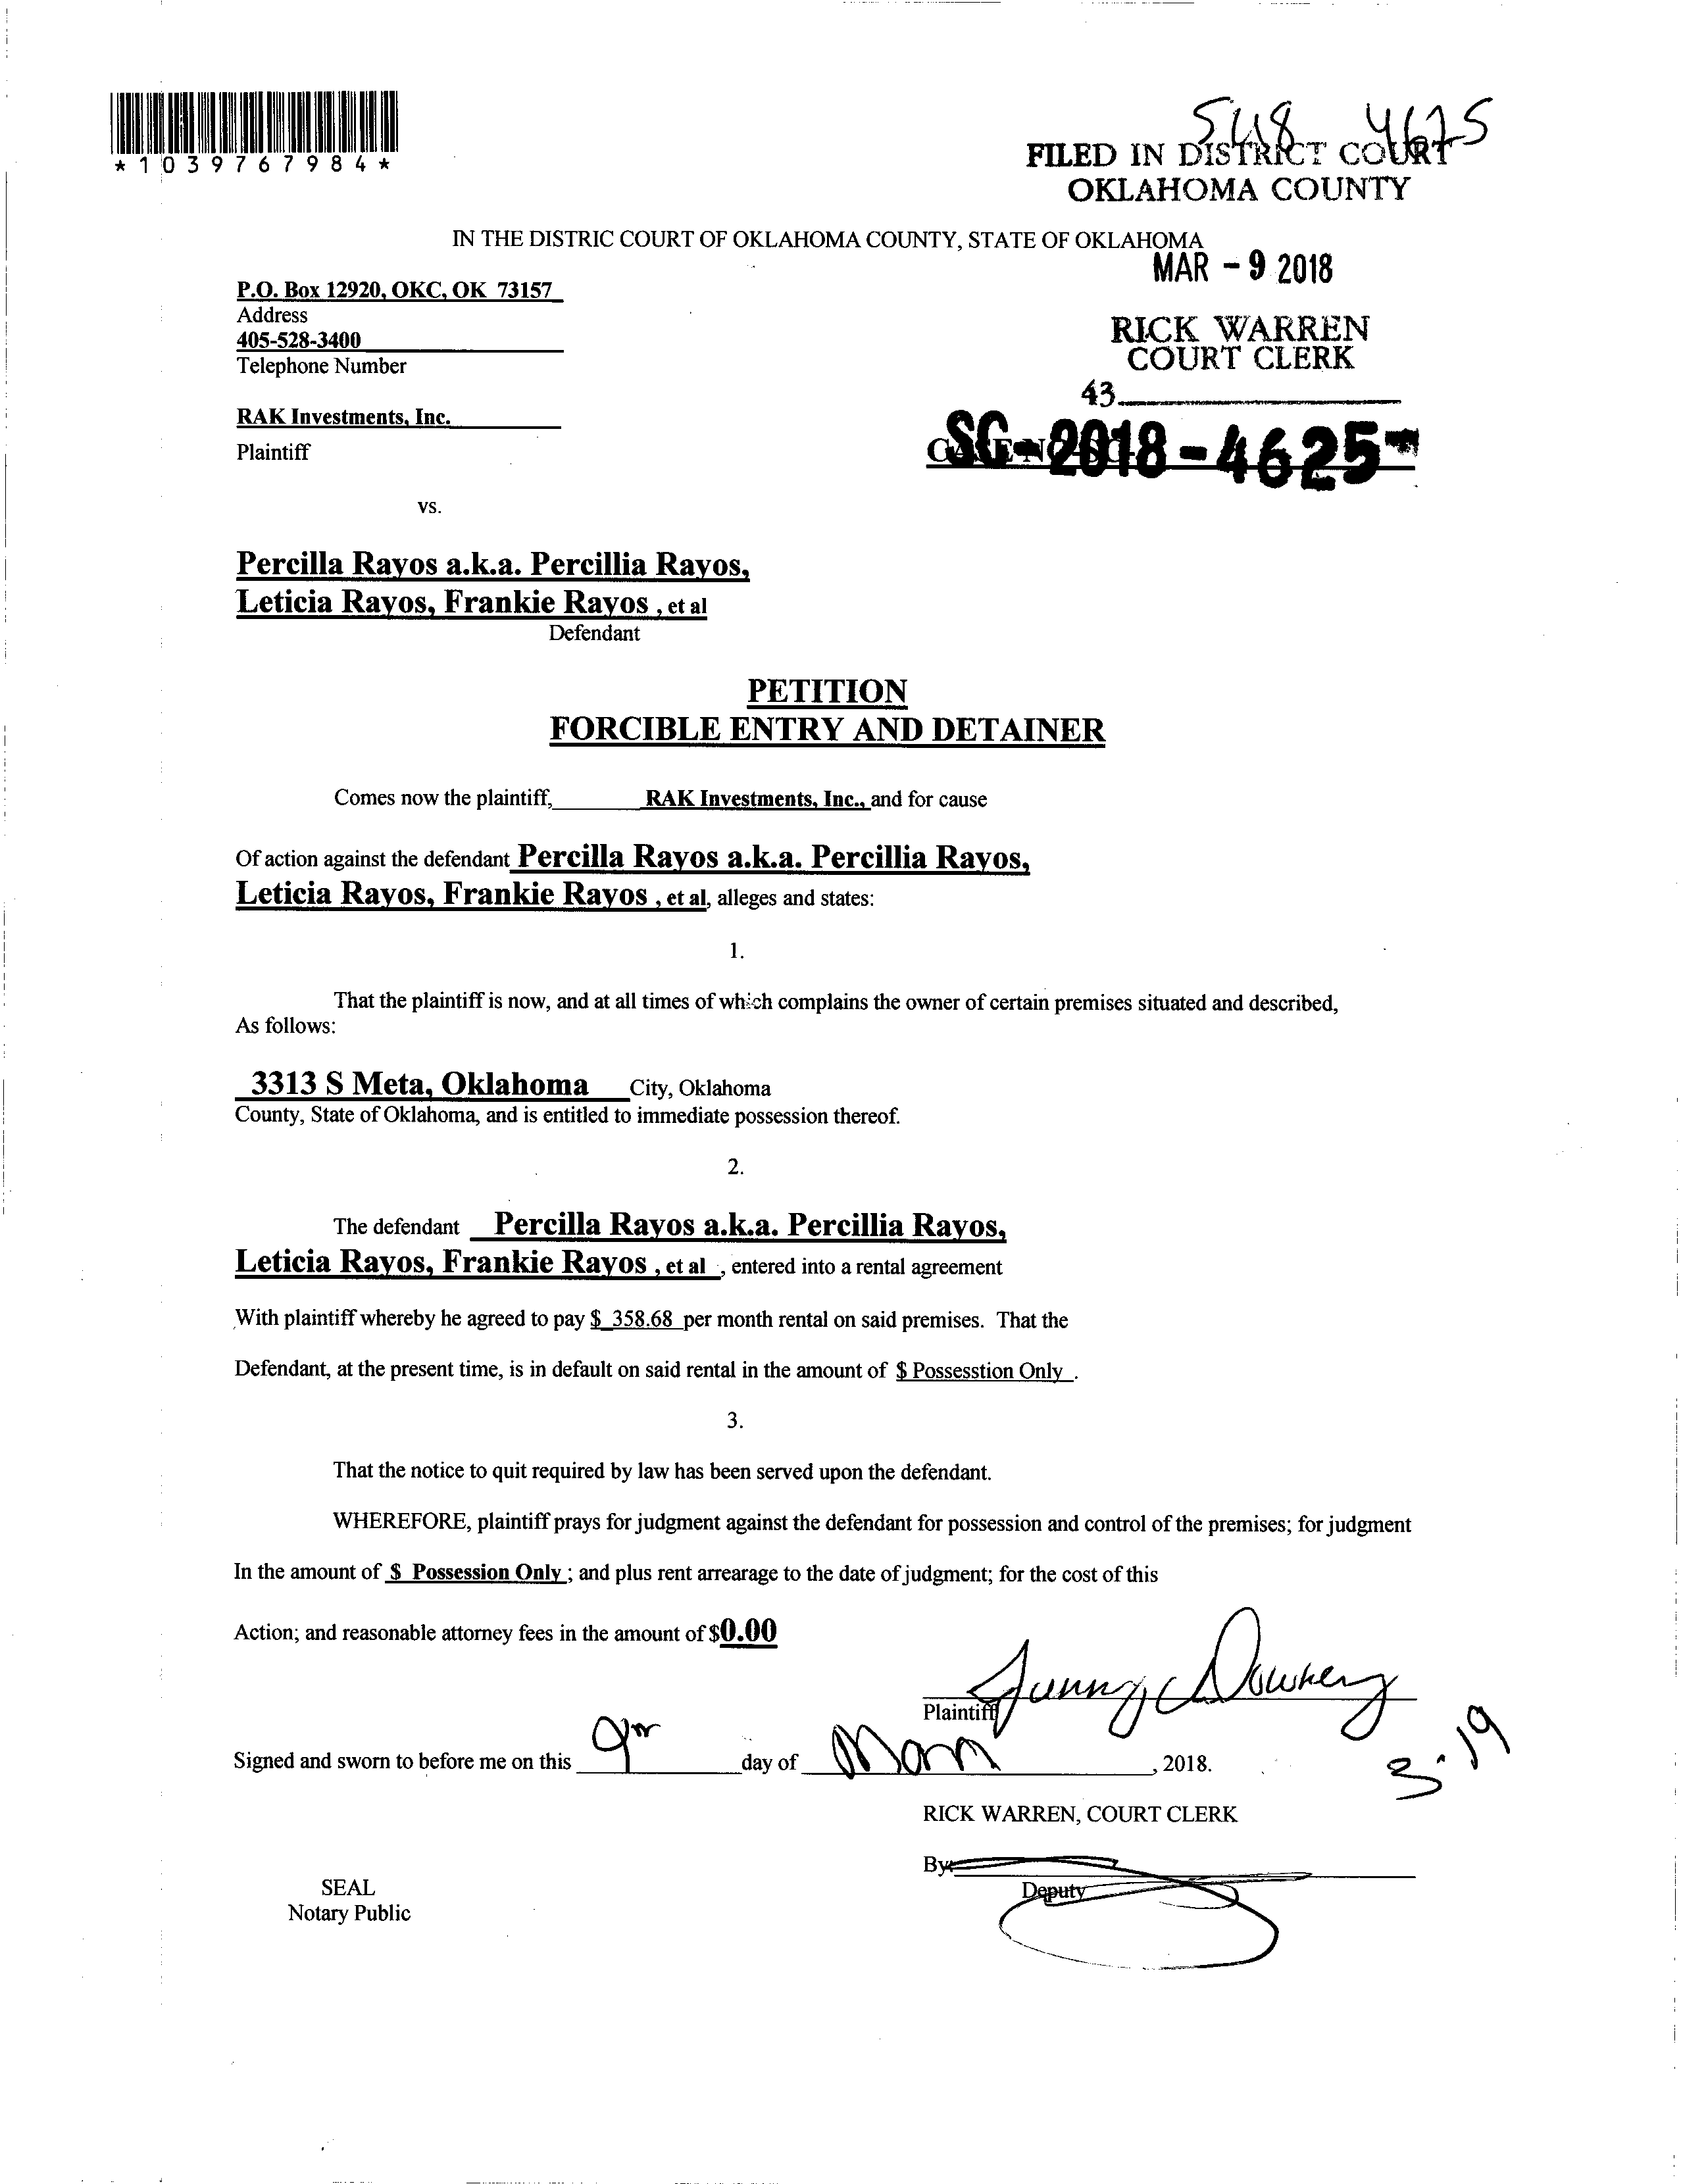 *1039767984*
548 4625
FILED IN DISTRICT COURT
OKLAHOMA COUNTY
IN THE DISTRIC COURT OF OKLAHOMA COUNTY, STATE OF OKLAHOMA
MAR - 9 2018
P.O. Box 12920, OKC, OK 73157
Address
405-528-3400
Telephone Number
RICK WARREN
COURT CLERK
43
RAK Investments, Inc.
Plaintiff
SC-2018-4625
vs.
Percilla Rayos a.k.a. Percillia Rayos,
Leticia Rayos, Frankie Rayos , et al
Defendant
PETITION
FORCIBLE ENTRY AND DETAINER
Comes now the plaintiff, RAK Investments, Inc., and for cause
Of action against the defendant Percilla Rayos a.k.a. Percillia Rayos,
Leticia Rayos, Frankie Rayos , et al, alleges and states:
1.
That the plaintiff is now, and at all times of which complains the owner of certain premises situated and described,
As follows:
3313 S Meta, Oklahoma City, Oklahoma
County, State of Oklahoma, and is entitled to immediate possession thereof.
2.
The defendant Percilla Rayos a.k.a. Percillia Rayos,
Leticia Rayos, Frankie Rayos , et al , entered into a rental agreement
With plaintiff whereby he agreed to pay $ 358.68 per month rental on said premises. That the
Defendant, at the present time, is in default on said rental in the amount of $ Possesstion Only .
3.
That the notice to quit required by law has been served upon the defendant.
WHEREFORE, plaintiff prays for judgment against the defendant for possession and control of the premises; for judgment
In the amount of $ Possession Only ; and plus rent arrearage to the date of judgment; for the cost of this
Action; and reasonable attorney fees in the amount of $0.00
Plaintiff
Signed and sworn to before me on this 9th day of March , 2018.
3-19
RICK WARREN, COURT CLERK
By:
Deputy
SEAL
Notary Public